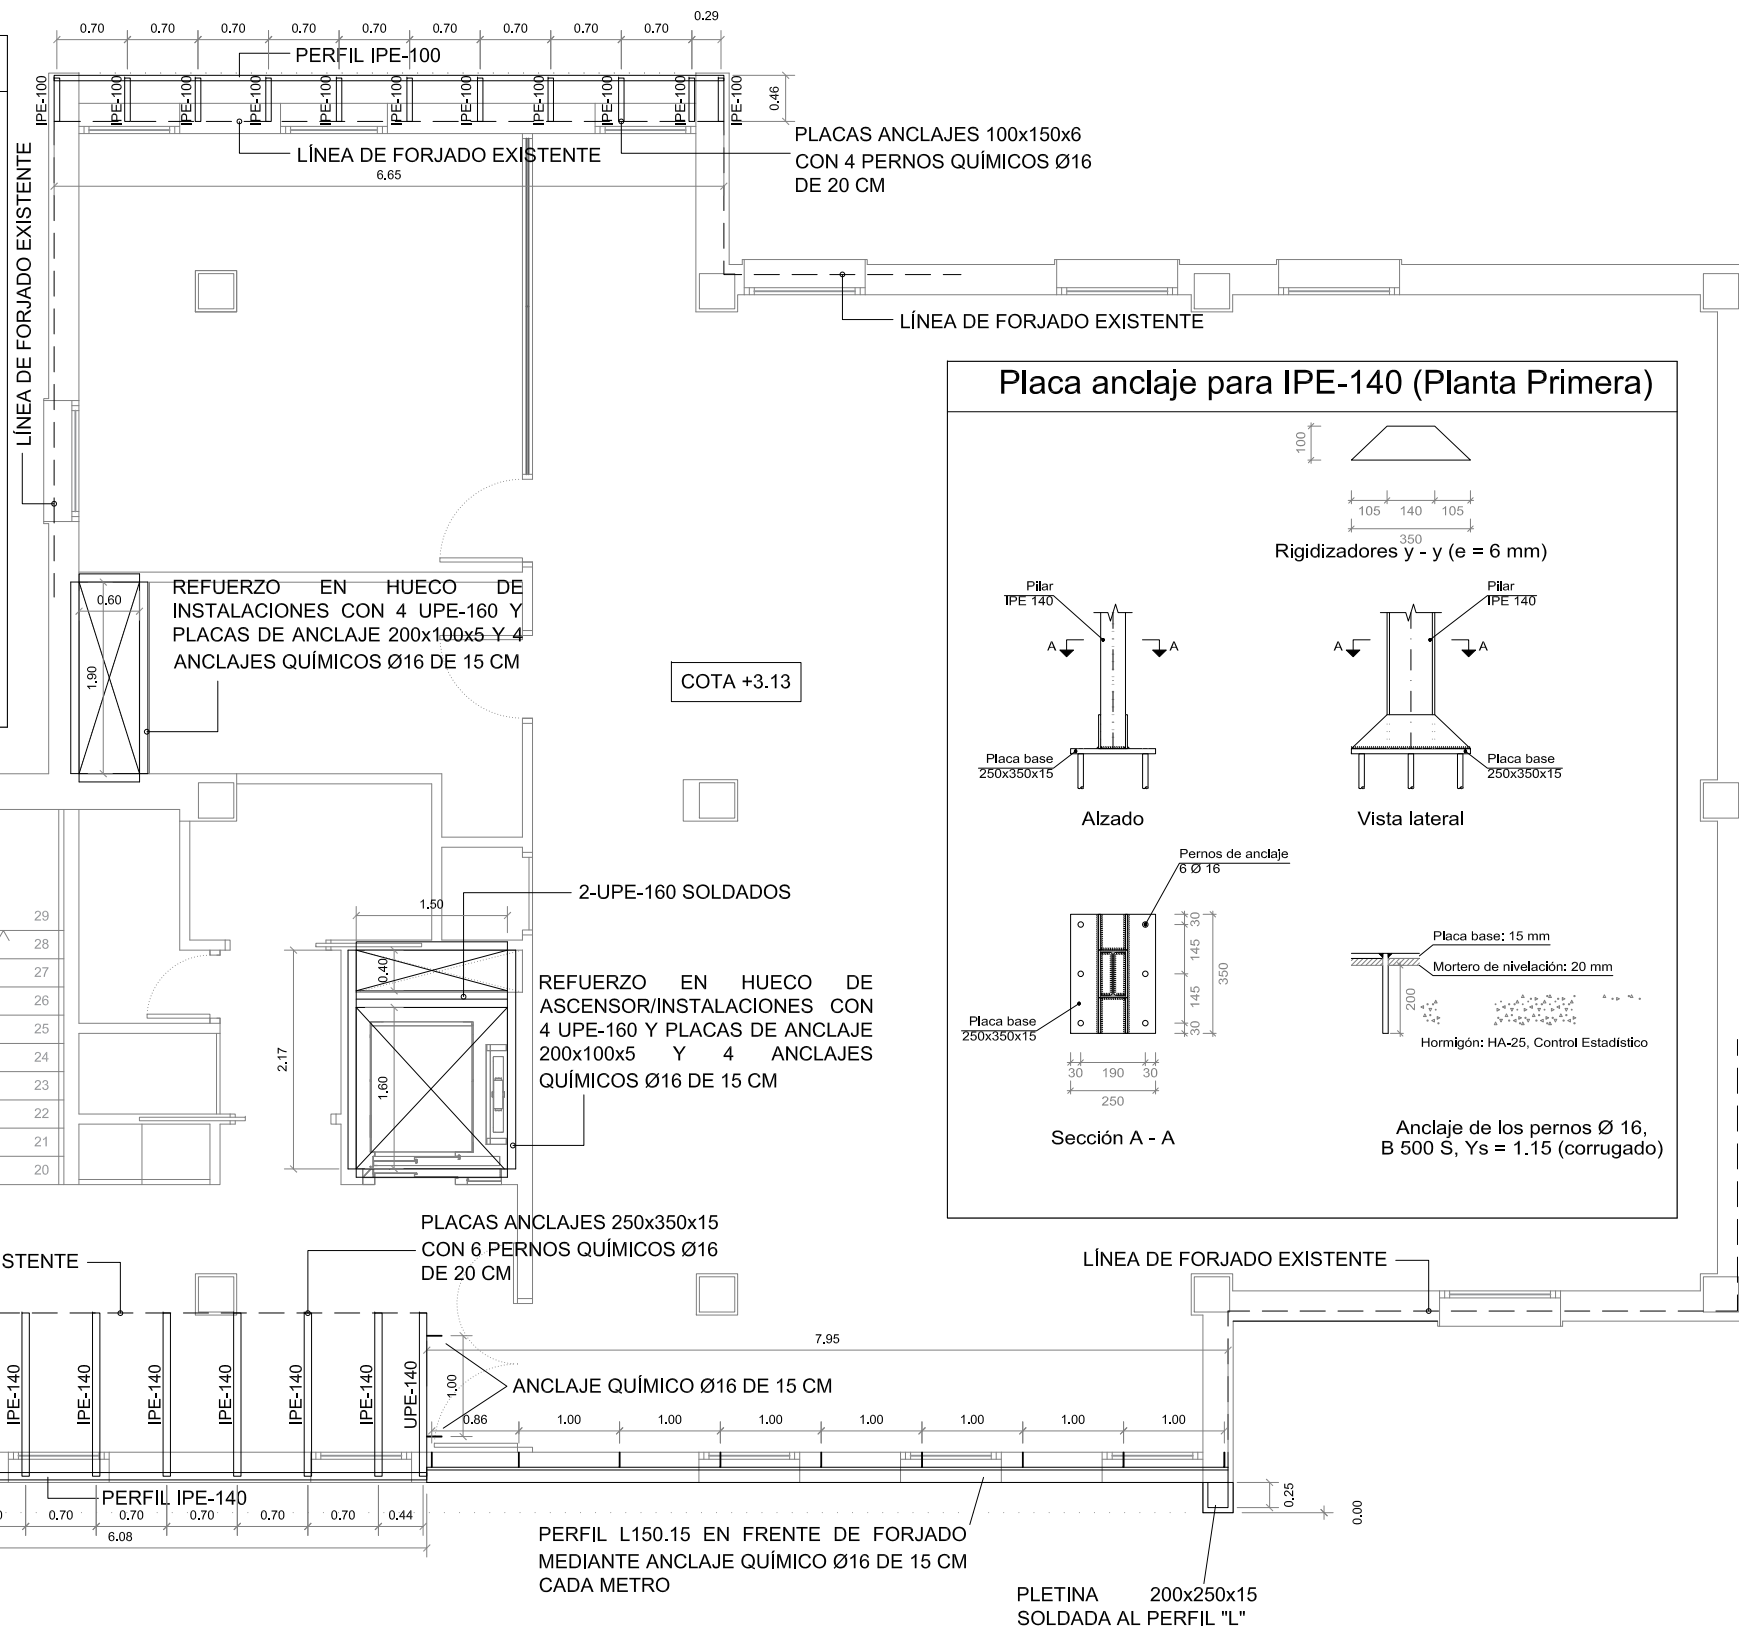 0.70 0.70 0.70 0.70 0.70 0.70 0.70 0.70 0.70 0.29
PERFIL IPE-100
IPE-100 IPE-100 IPE-100 IPE-100 IPE-100 IPE-100 IPE-100 IPE-100 IPE-100 IPE-100 IPE-100
0.46
LÍNEA DE FORJADO EXISTENTE
6.65
PLACAS ANCLAJES 100x150x6
CON 4 PERNOS QUÍMICOS Ø16
DE 20 CM
LÍNEA DE FORJADO EXISTENTE
LÍNEA DE FORJADO EXISTENTE
Placa anclaje para IPE-140 (Planta Primera)
100
105 140 105
350
Rigidizadores y - y (e = 6 mm)
Pilar
IPE 140
A A
Placa base
250x350x15
Alzado
Pilar
IPE 140
A A
Placa base
250x350x15
Vista lateral
Pernos de anclaje
6 Ø 16
30
145
145
30
350
Placa base
250x350x15
30 190 30
250
Sección A - A
Placa base: 15 mm
Mortero de nivelación: 20 mm
200
Hormigón: HA-25, Control Estadístico
Anclaje de los pernos Ø 16,
B 500 S, Ys = 1.15 (corrugado)
0.60
1.90
REFUERZO EN HUECO DE
INSTALACIONES CON 4 UPE-160 Y
PLACAS DE ANCLAJE 200x100x5 Y 4
ANCLAJES QUÍMICOS Ø16 DE 15 CM
COTA +3.13
2-UPE-160 SOLDADOS
1.50
0.40
2.17
1.60
REFUERZO EN HUECO DE
ASCENSOR/INSTALACIONES CON
4 UPE-160 Y PLACAS DE ANCLAJE
200x100x5 Y 4 ANCLAJES
QUÍMICOS Ø16 DE 15 CM
29
28
27
26
25
24
23
22
21
20
PLACAS ANCLAJES 250x350x15
CON 6 PERNOS QUÍMICOS Ø16
DE 20 CM
STENTE
LÍNEA DE FORJADO EXISTENTE
IPE-140 IPE-140 IPE-140 IPE-140 IPE-140 IPE-140 UPE-140
7.95
1.00
ANCLAJE QUÍMICO Ø16 DE 15 CM
0.86 1.00 1.00 1.00 1.00 1.00 1.00 1.00
PERFIL IPE-140
0 0.70 0.70 0.70 0.70 0.70 0.44
6.08
0.25
0.00
PERFIL L150.15 EN FRENTE DE FORJADO
MEDIANTE ANCLAJE QUÍMICO Ø16 DE 15 CM
CADA METRO
PLETINA 200x250x15
SOLDADA AL PERFIL "L"